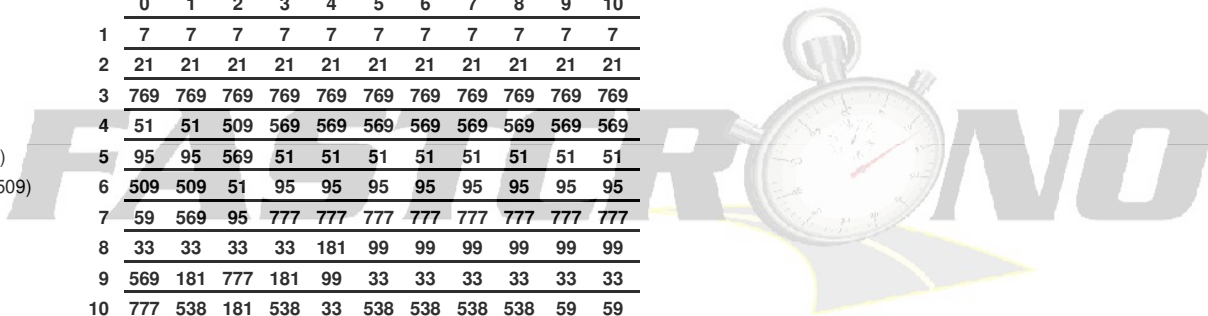 0 1 2 3 4 5 6 7 8 9 10
1 7 7 7 7 7 7 7 7 7 7 7
2 21 21 21 21 21 21 21 21 21 21 21
3 769 769 769 769 769 769 769 769 769 769 769
4 51 51 509 569 569 569 569 569 569 569 569
) 5 95 95 569 51 51 51 51 51 51 51 51
509) 6 509 509 51 95 95 95 95 95 95 95 95
7 59 569 95 777 777 777 777 777 777 777 777
8 33 33 33 33 181 99 99 99 99 99 99
9 569 181 777 181 99 33 33 33 33 33 33
10 777 538 181 538 33 538 538 538 538 59 59
FASTCRONO